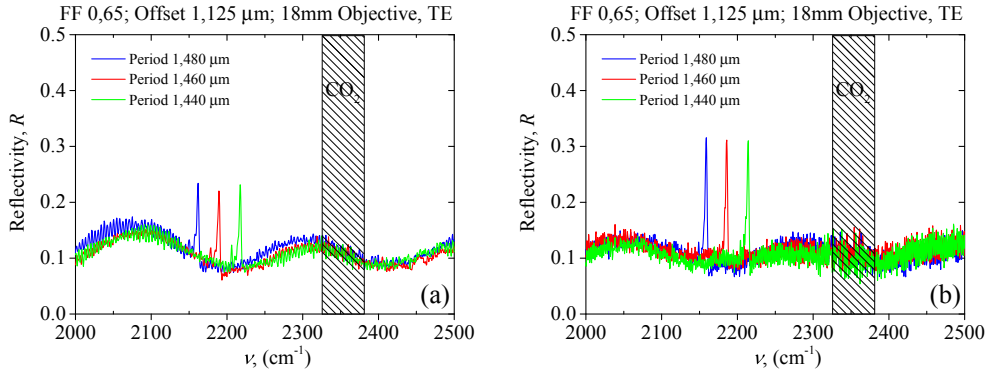 FF 0,65; Offset 1,125 µm; 18mm Objective, TE
0.5
0.4
0.3
0.2
0.1
0.0
Reflectivity, R
Period 1,480 µm
Period 1,460 µm
Period 1,440 µm
CO2
(a)
2000 2100 2200 2300 2400 2500
ν, (cm-1)
FF 0,65; Offset 1,125 µm; 18mm Objective, TE
0.5
0.4
0.3
0.2
0.1
0.0
Reflectivity, R
Period 1,480 µm
Period 1,460 µm
Period 1,440 µm
CO2
(b)
2000 2100 2200 2300 2400 2500
ν, (cm-1)